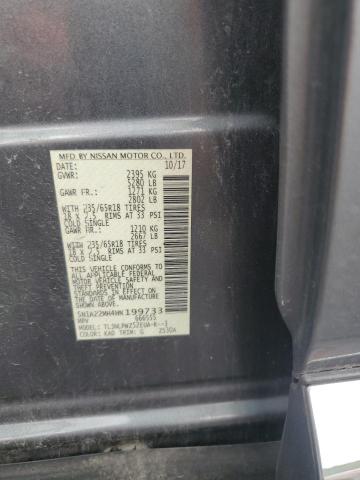 MFD. BY NISSAN MOTOR CO., LTD.
DATE: 10/17
GVWR: 2395 KG
5280 LB
GAWR FR: 1271 KG
2802 LB
WITH 235/65R18 TIRES
18 x 7.5 RIMS AT 33 PSI
COLD SINGLE
GAWR RR: 1210 KG
2667 LB
WITH 235/65R18 TIRES
18 x 7.5 RIMS AT 33 PSI
COLD SINGLE
THIS VEHICLE CONFORMS TO
ALL APPLICABLE FEDERAL
MOTOR VEHICLE SAFETY AND
THEFT PREVENTION
STANDARDS IN EFFECT ON
THE DATE OF MANUFACTURE
SHOWN ABOVE.
199733
MPV
COLOR: KAD TRIM: G